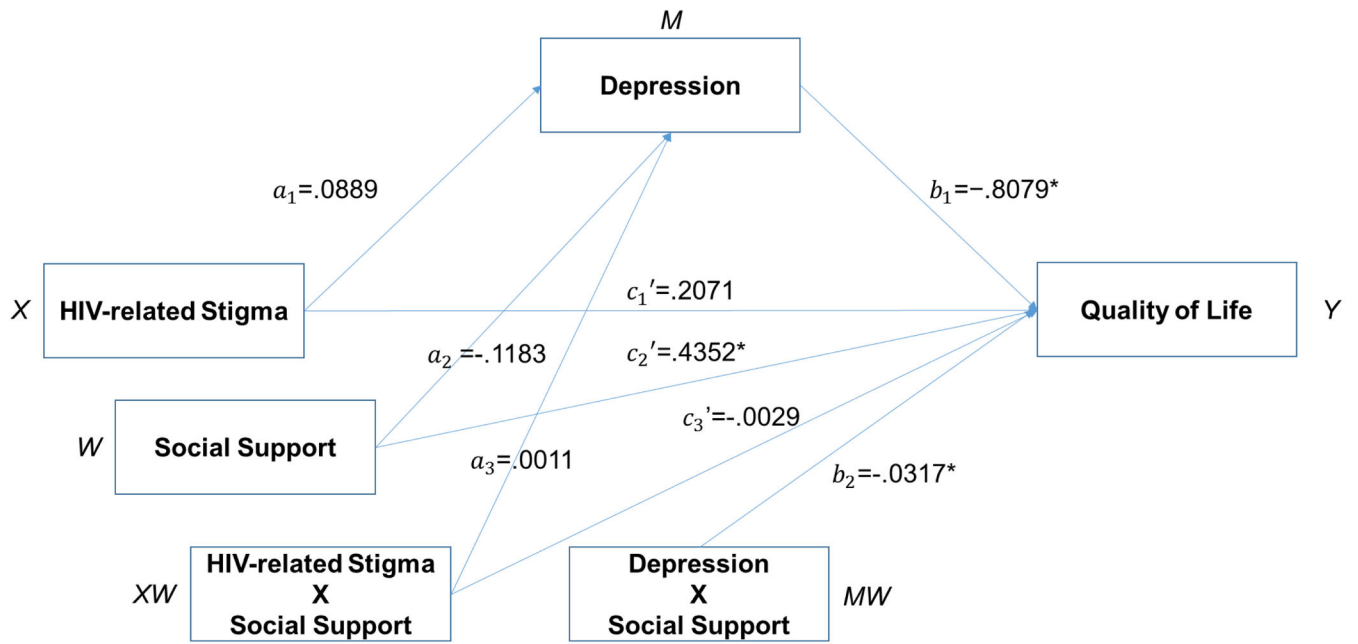 M
Depression
a₁=.0889
b₁=−.8079*
X
HIV-related Stigma
c₁'=.2071
Quality of Life
Y
a₂ =-.1183
c₂'=.4352*
W
Social Support
c₃'=-.0029
a₃=.0011
b₂=-.0317*
XW
HIV-related Stigma
X
Social Support
Depression
X
Social Support
MW